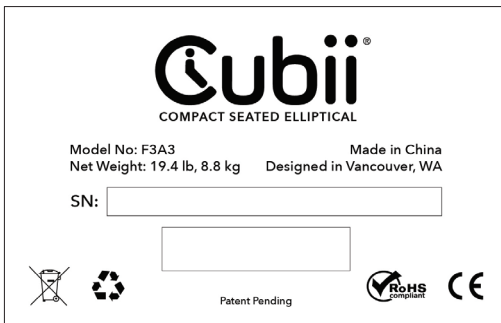 Cubii®
COMPACT SEATED ELLIPTICAL
Model No: F3A3
Net Weight: 19.4 lb, 8.8 kg
Made in China
Designed in Vancouver, WA
SN:
RoHS
compliant
CE
Patent Pending